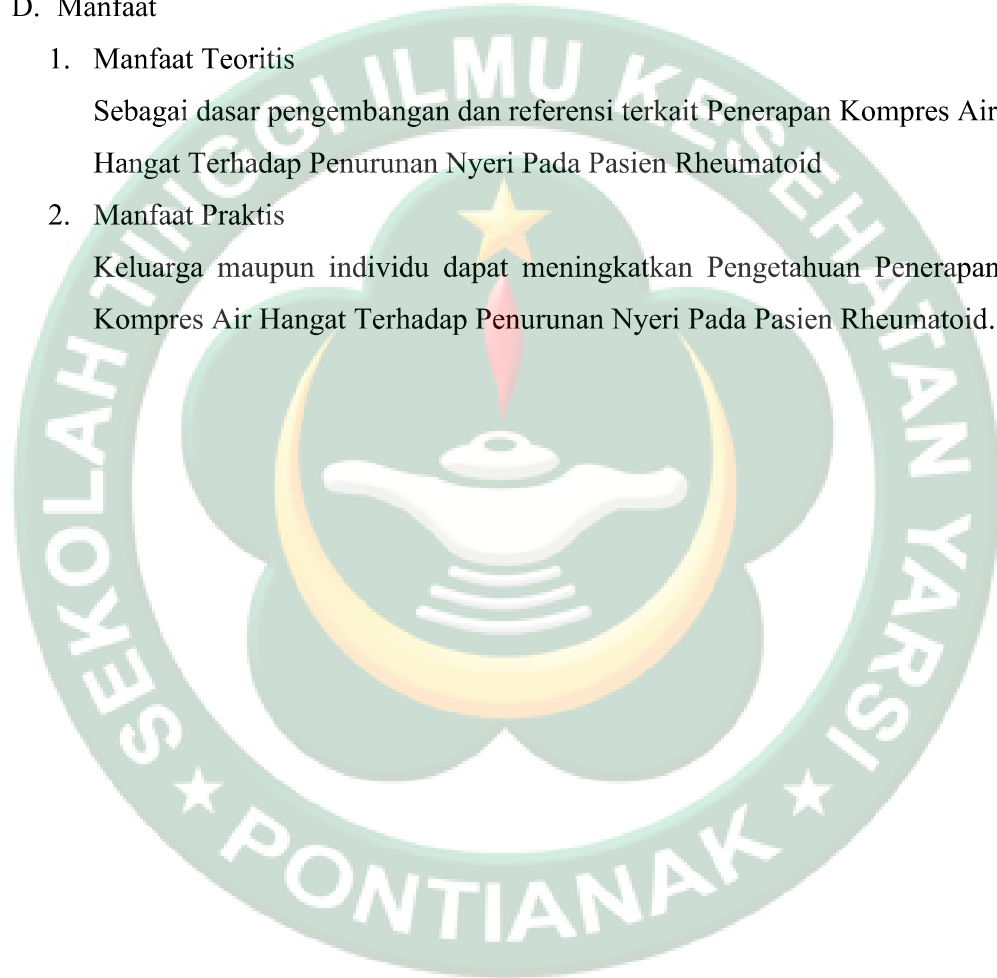 D. Manfaat
1. Manfaat Teoritis
Sebagai dasar pengembangan dan referensi terkait Penerapan Kompres Air
Hangat Terhadap Penurunan Nyeri Pada Pasien Rheumatoid
2. Manfaat Praktis
Keluarga maupun individu dapat meningkatkan Pengetahuan Penerapan
Kompres Air Hangat Terhadap Penurunan Nyeri Pada Pasien Rheumatoid.
SEKOLAH TINGGI ILMU KESEHATAN YARSI
PONTIANAK